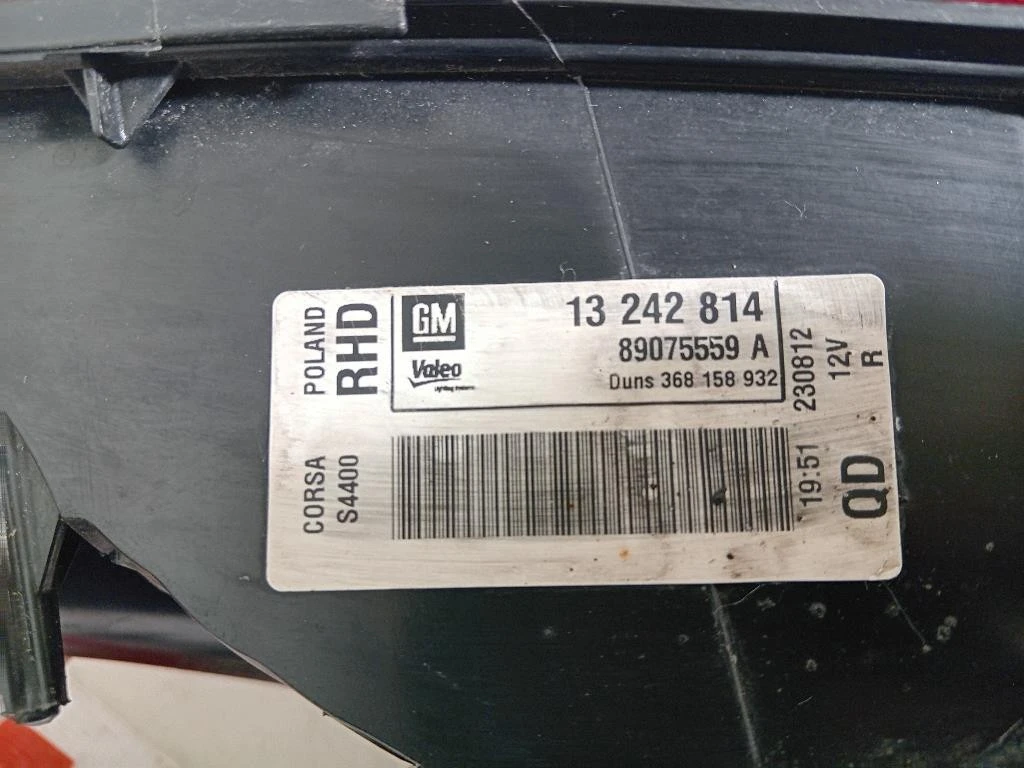 POLAND
RHD
CORSA
S4400
GM
Valeo
13 242 814
89075559 A
Duns 368 158 932
230812
12V
R
19:51
QD